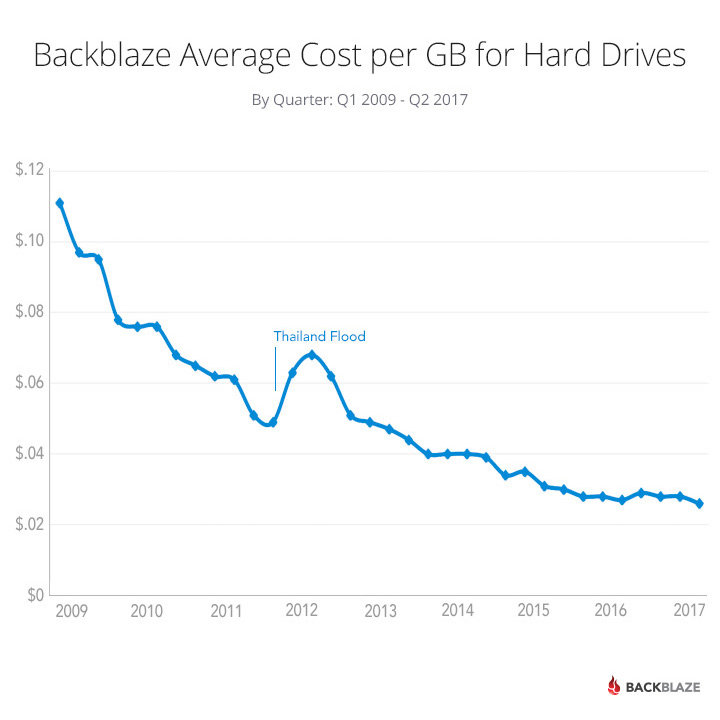 Backblaze Average Cost per GB for Hard Drives
By Quarter: Q1 2009 - Q2 2017
$.12
$.10
$.08
Thailand Flood
$.06
$.04
$.02
$0
2009 2010 2011 2012 2013 2014 2015 2016 2017
BACKBLAZE